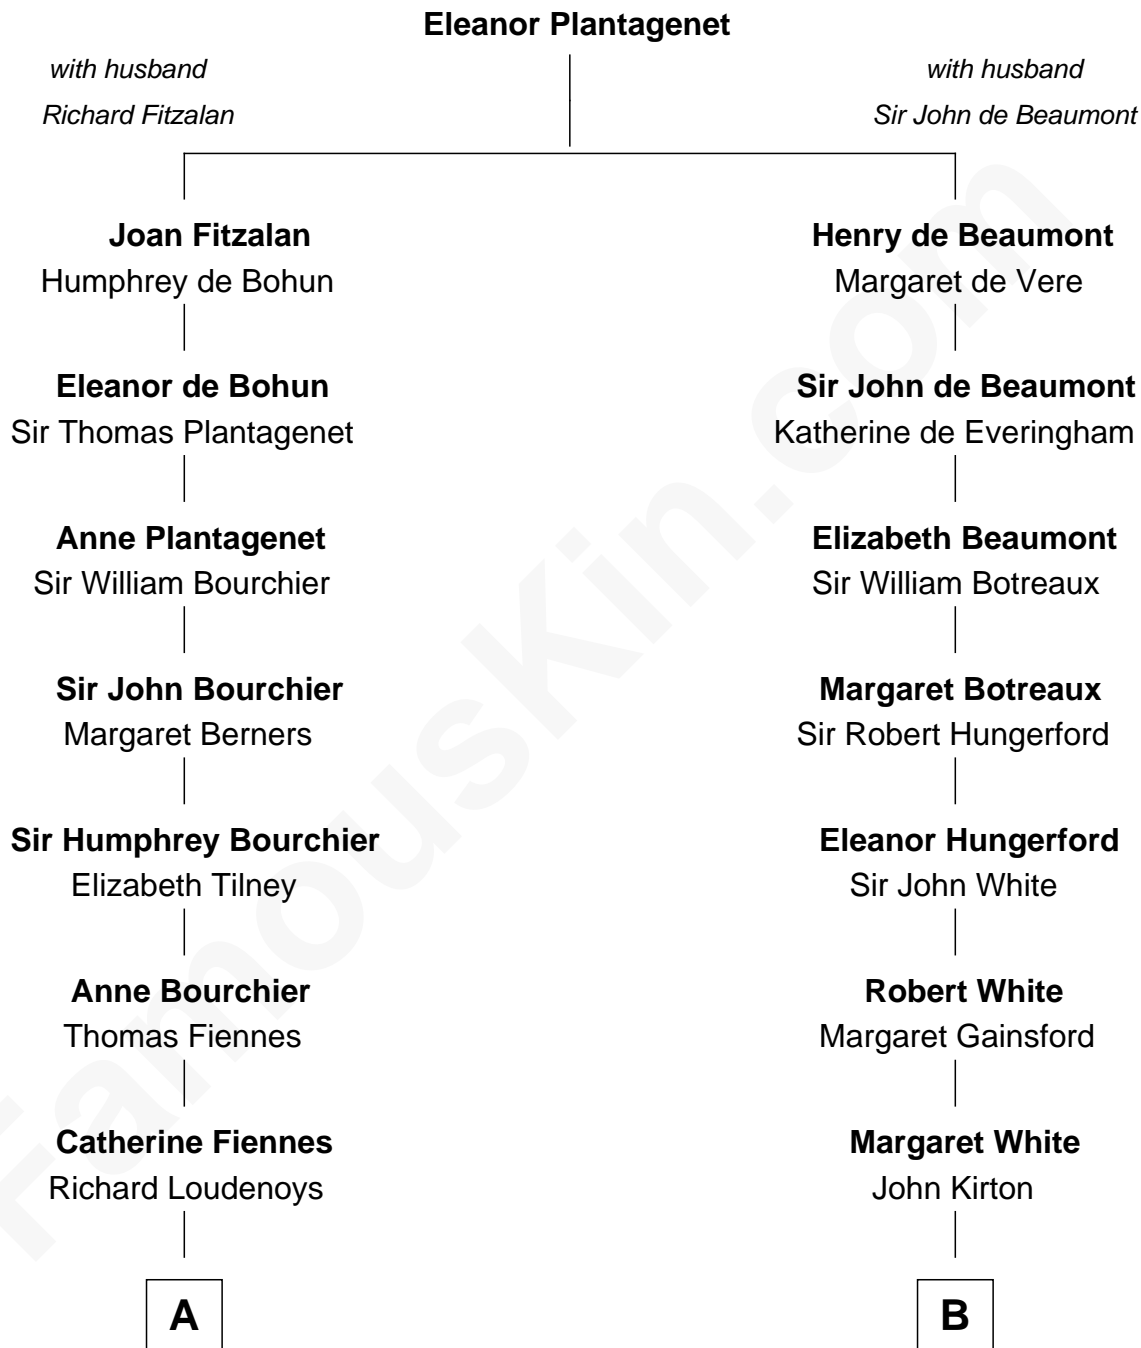 Eleanor Plantagenet
with husband
Richard Fitzalan
with husband
Sir John de Beaumont
Joan Fitzalan
Humphrey de Bohun
Henry de Beaumont
Margaret de Vere
Eleanor de Bohun
Sir Thomas Plantagenet
Sir John de Beaumont
Katherine de Everingham
Anne Plantagenet
Sir William Bourchier
Elizabeth Beaumont
Sir William Botreaux
Sir John Bourchier
Margaret Berners
Margaret Botreaux
Sir Robert Hungerford
Sir Humphrey Bourchier
Elizabeth Tilney
Eleanor Hungerford
Sir John White
Anne Bourchier
Thomas Fiennes
Robert White
Margaret Gainsford
Catherine Fiennes
Richard Loudenoys
Margaret White
John Kirton
A
B
FamousKin.com